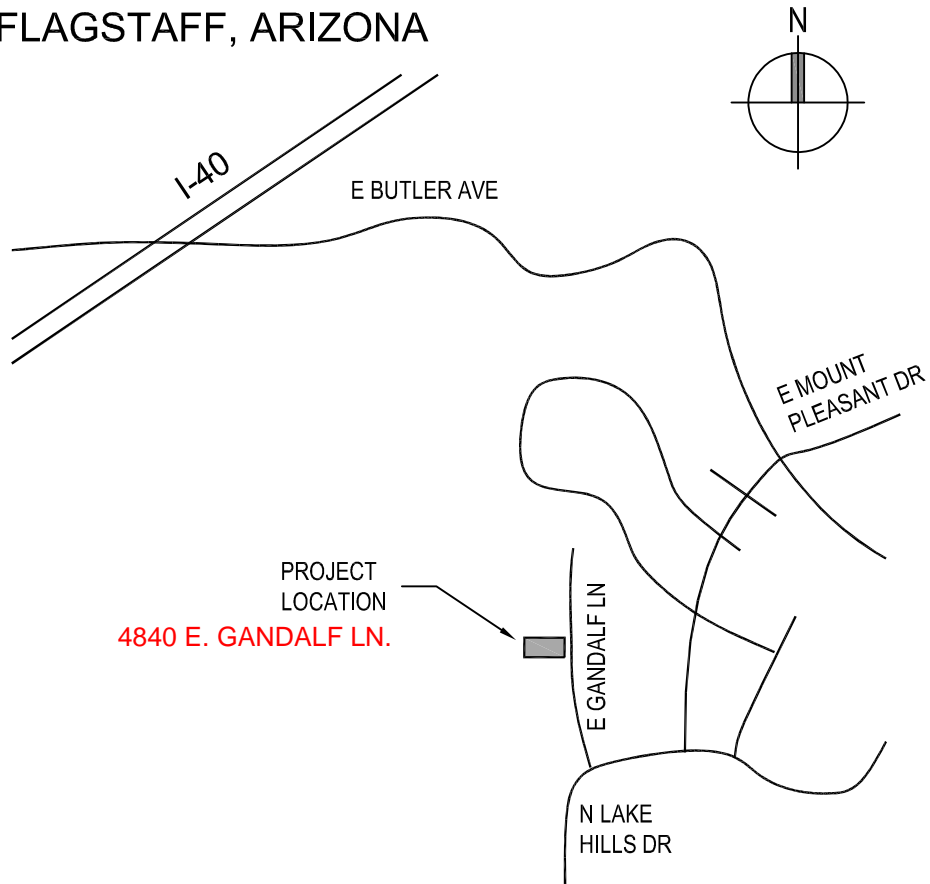 FLAGSTAFF, ARIZONA
N
I-40
E BUTLER AVE
E MOUNT
PLEASANT DR
PROJECT
LOCATION
4840 E. GANDALF LN.
E GANDALF LN
N LAKE
HILLS DR